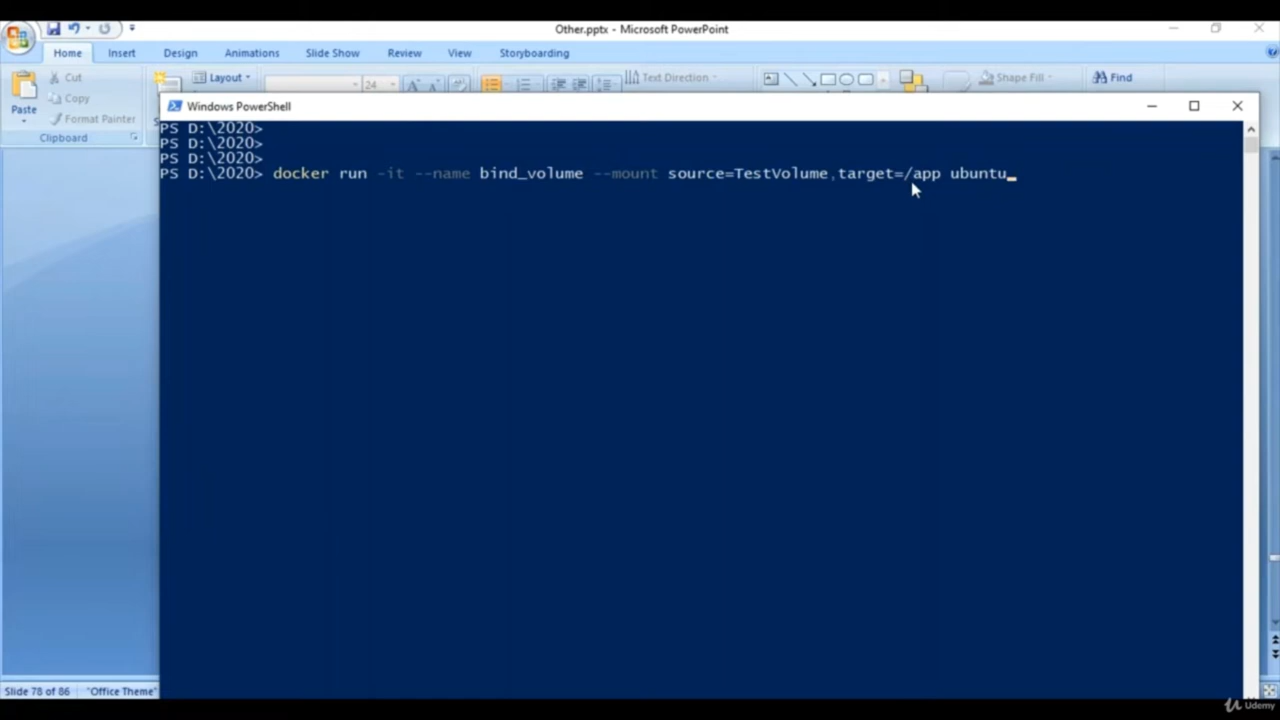 Other.pptx - Microsoft PowerPoint
Home Insert Design Animations Slide Show Review View Storyboarding
Paste
Cut
Copy
Format Painter
Clipboard
Layout
24
Text Direction
Shape Fill
Find
Windows PowerShell
PS D:\2020>
PS D:\2020>
PS D:\2020>
PS D:\2020> docker run -it --name bind_volume --mount source=TestVolume,target=/app ubuntu_
Slide 78 of 86 "Office Theme"
Udemy